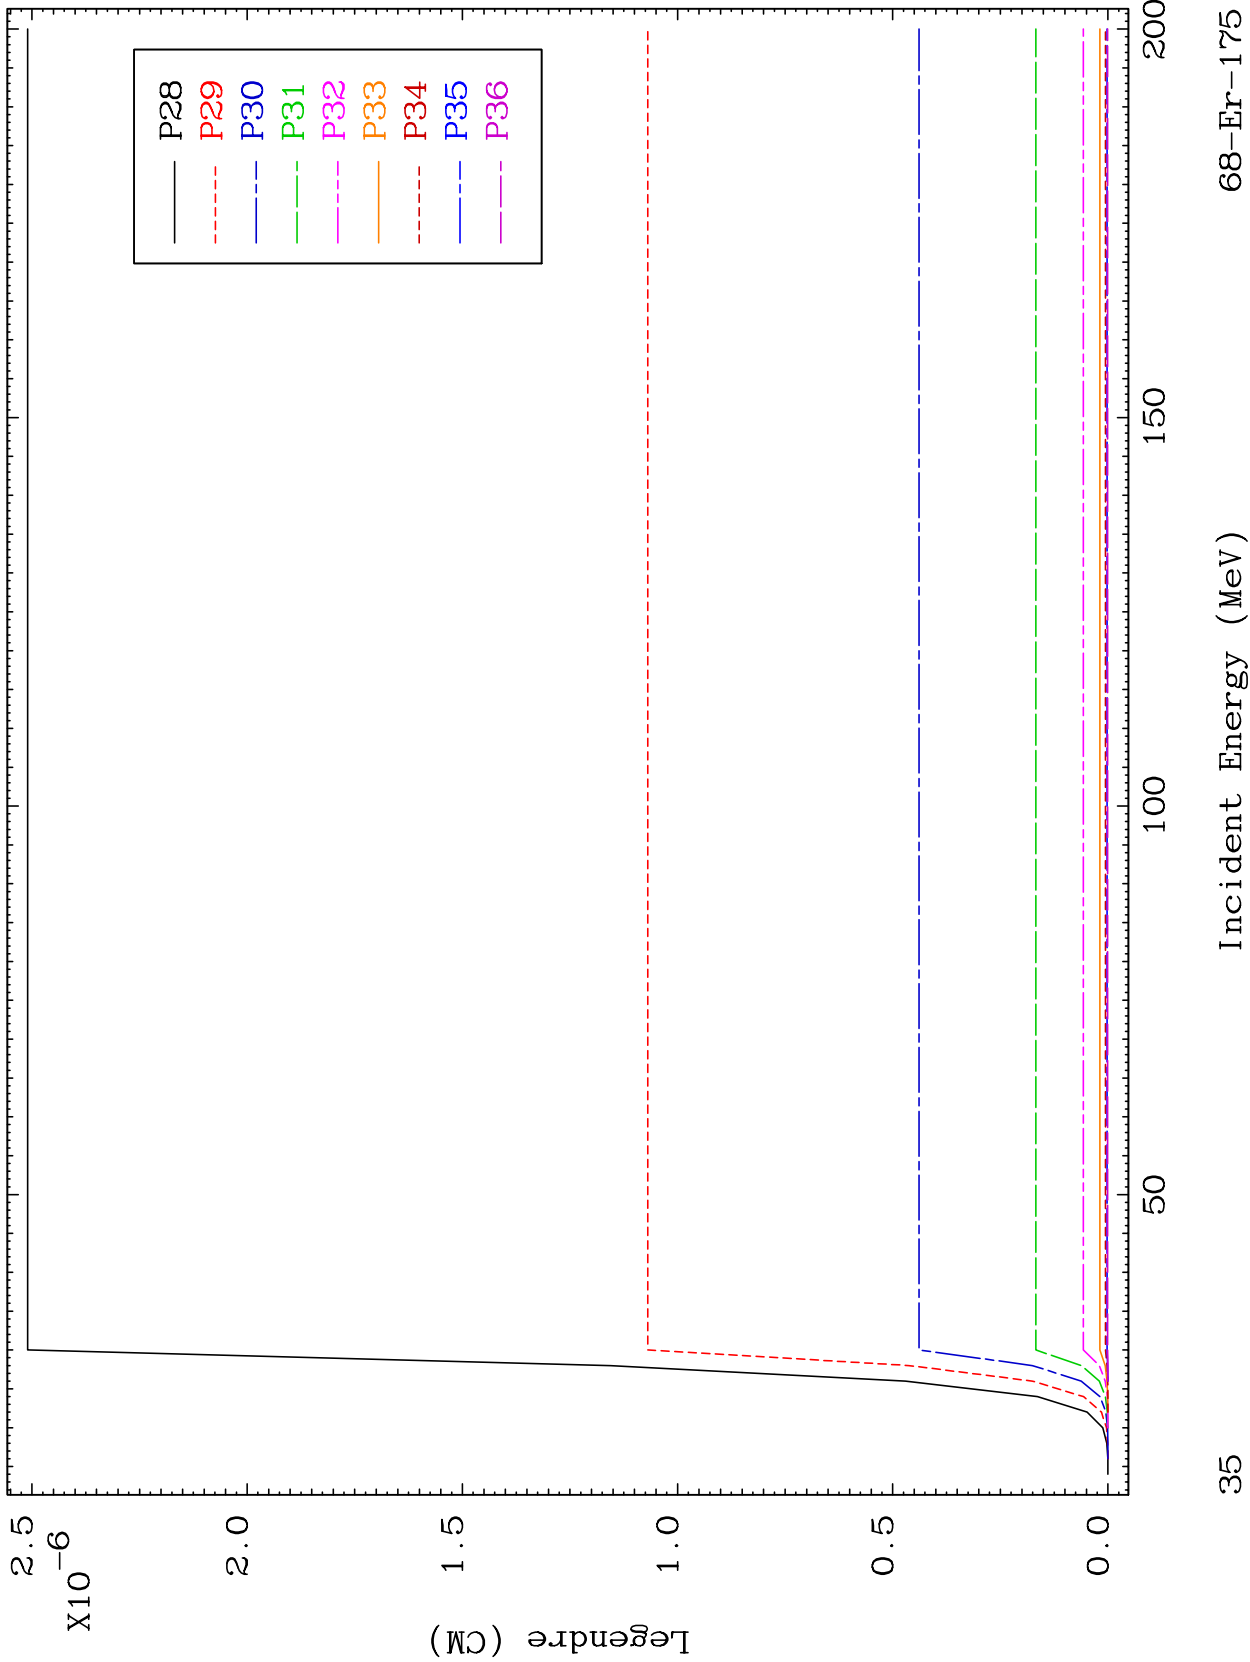 2.5
X10 -6
2.0
1.5
1.0
0.5
0.0
Legendre (CM)
P28
P29
P30
P31
P32
P33
P34
P35
P36
50
100
150
200
Incident Energy (MeV)
35
68-Er-175